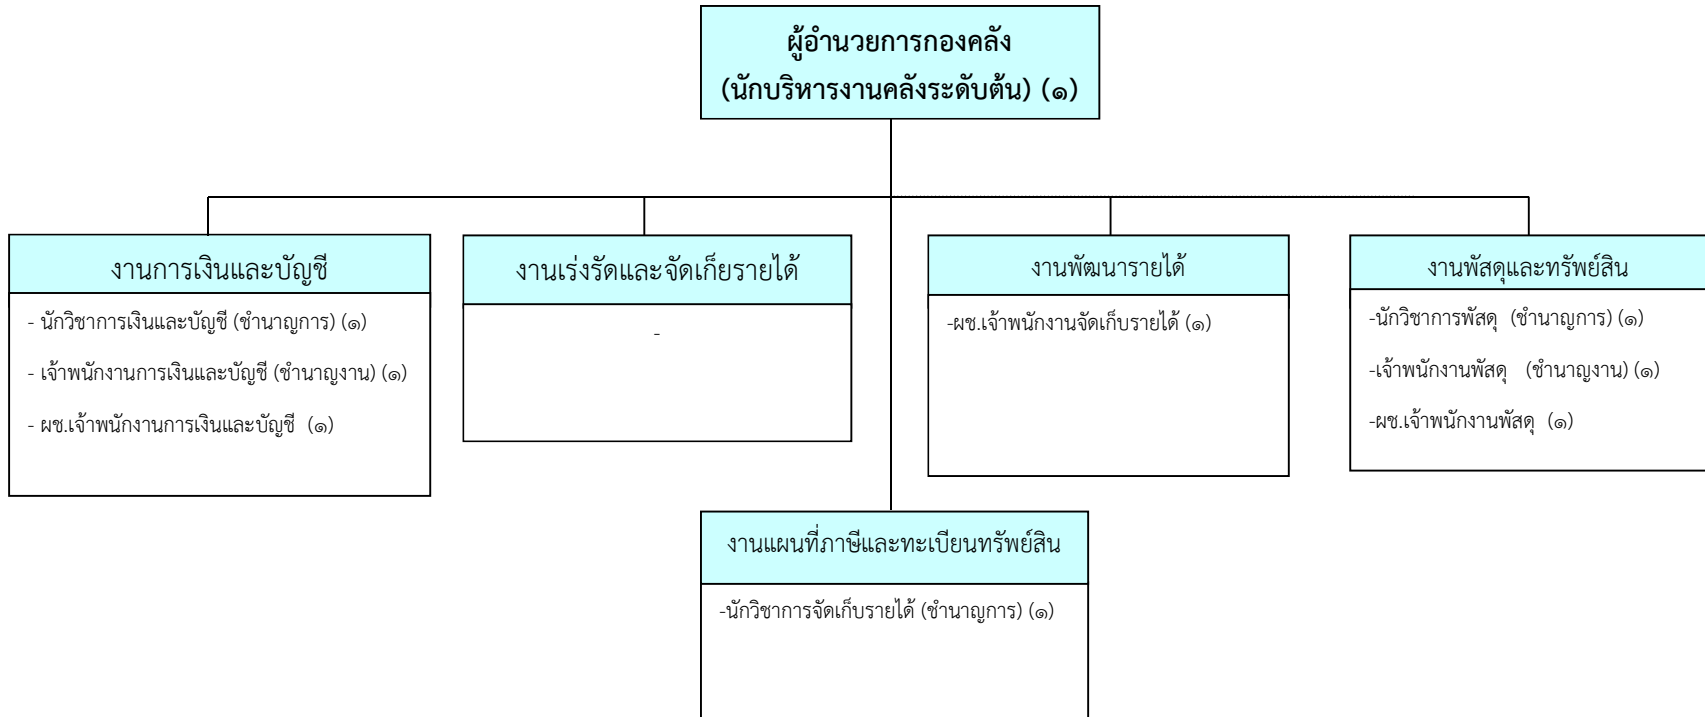 ผู้อำนวยการกองคลัง
(นักบริหารงานคลังระดับต้น) (๑)
งานการเงินและบัญชี
- นักวิชาการเงินและบัญชี (ชำนาญการ) (๑)
- เจ้าพนักงานการเงินและบัญชี (ชำนาญงาน) (๑)
- ผช.เจ้าพนักงานการเงินและบัญชี (๑)
งานเร่งรัดและจัดเก็ยรายได้
-
งานพัฒนารายได้
-ผช.เจ้าพนักงานจัดเก็บรายได้ (๑)
งานพัสดุและทรัพย์สิน
-นักวิชาการพัสดุ (ชำนาญการ) (๑)
-เจ้าพนักงานพัสดุ (ชำนาญงาน) (๑)
-ผช.เจ้าพนักงานพัสดุ (๑)
งานแผนที่ภาษีและทะเบียนทรัพย์สิน
-นักวิชาการจัดเก็บรายได้ (ชำนาญการ) (๑)